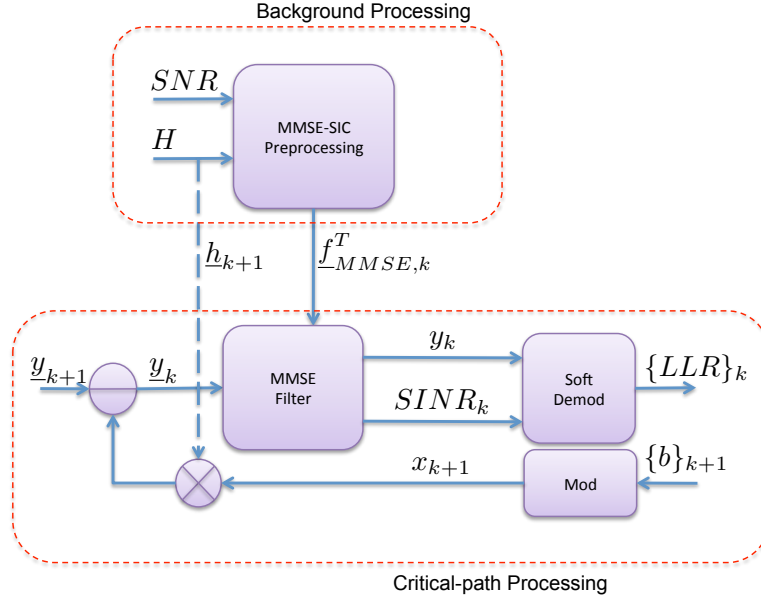 Background Processing
SNR
MMSE-SIC
Preprocessing
H
h_{k+1}
f^T_{MMSE,k}
y_{k+1}
y_k
MMSE
Filter
y_k
SINR_k
Soft
Demod
{LLR}_k
x_{k+1}
Mod
{b}_{k+1}
Critical-path Processing